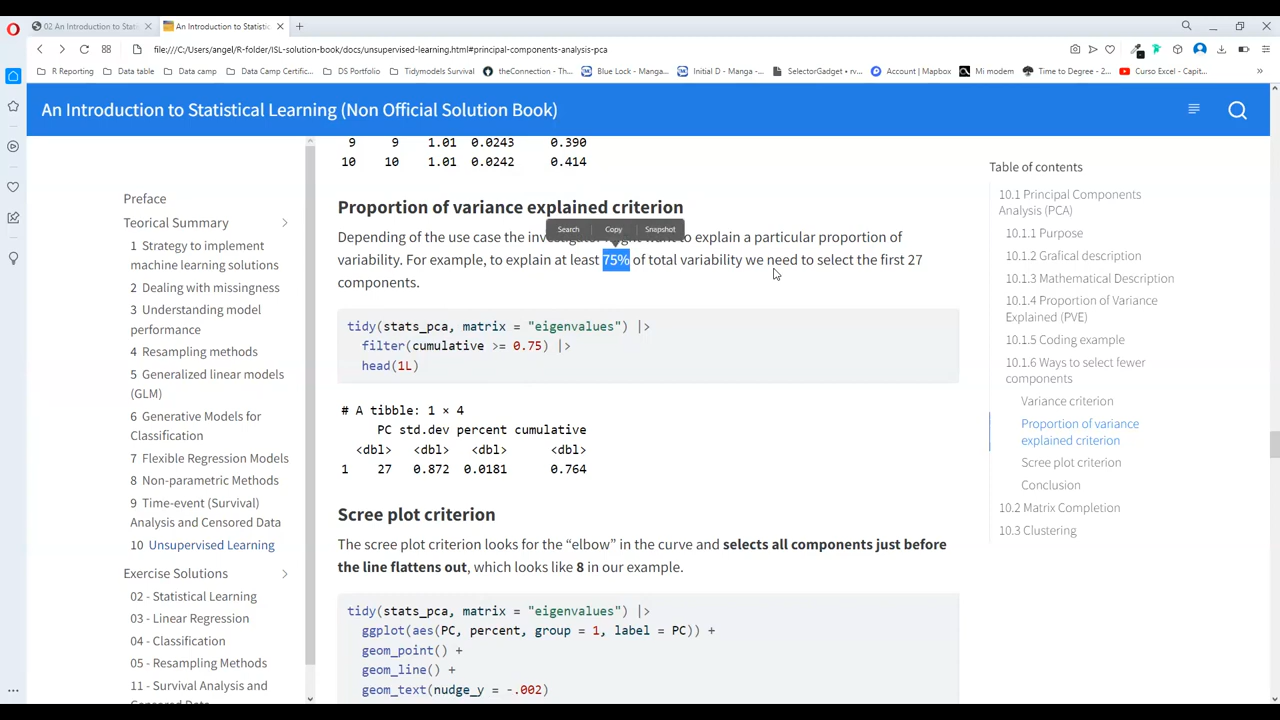 02 An Introduction to Stati
An Introduction to Statistic
file:///C:/Users/angel/R-folder/ISL-solution-book/docs/unsupervised-learning.html#principal-components-analysis-pca
R Reporting
Data table
Data camp
Data Camp Certific...
DS Portfolio
Tidymodels Survival
theConnection - Th...
Blue Lock - Manga...
Initial D - Manga -...
SelectorGadget • rv...
Account | Mapbox
Mi modem
Time to Degree - 2...
Curso Excel - Capit...
An Introduction to Statistical Learning (Non Official Solution Book)
Preface
Teorical Summary
1 Strategy to implement
machine learning solutions
2 Dealing with missingness
3 Understanding model
performance
4 Resampling methods
5 Generalized linear models
(GLM)
6 Generative Models for
Classification
7 Flexible Regression Models
8 Non-parametric Methods
9 Time-event (Survival)
Analysis and Censored Data
10 Unsupervised Learning
Exercise Solutions
02 - Statistical Learning
03 - Linear Regression
04 - Classification
05 - Resampling Methods
11 - Survival Analysis and
9 9 1.01 0.0243 0.390
10 10 1.01 0.0242 0.414
Proportion of variance explained criterion
Search Copy Snapshot
Depending of the use case the want to explain a particular proportion of
variability. For example, to explain at least 75% of total variability we need to select the first 27
components.
tidy(stats_pca, matrix = "eigenvalues") |>
filter(cumulative >= 0.75) |>
head(1L)
# A tibble: 1 × 4
PC std.dev percent cumulative
<dbl> <dbl> <dbl> <dbl>
1 27 0.872 0.0181 0.764
Scree plot criterion
The scree plot criterion looks for the “elbow” in the curve and selects all components just before
the line flattens out, which looks like 8 in our example.
tidy(stats_pca, matrix = "eigenvalues") |>
ggplot(aes(PC, percent, group = 1, label = PC)) +
geom_point() +
geom_line() +
geom_text(nudge_y = -.002)
Table of contents
10.1 Principal Components
Analysis (PCA)
10.1.1 Purpose
10.1.2 Grafical description
10.1.3 Mathematical Description
10.1.4 Proportion of Variance
Explained (PVE)
10.1.5 Coding example
10.1.6 Ways to select fewer
components
Variance criterion
Proportion of variance
explained criterion
Scree plot criterion
Conclusion
10.2 Matrix Completion
10.3 Clustering